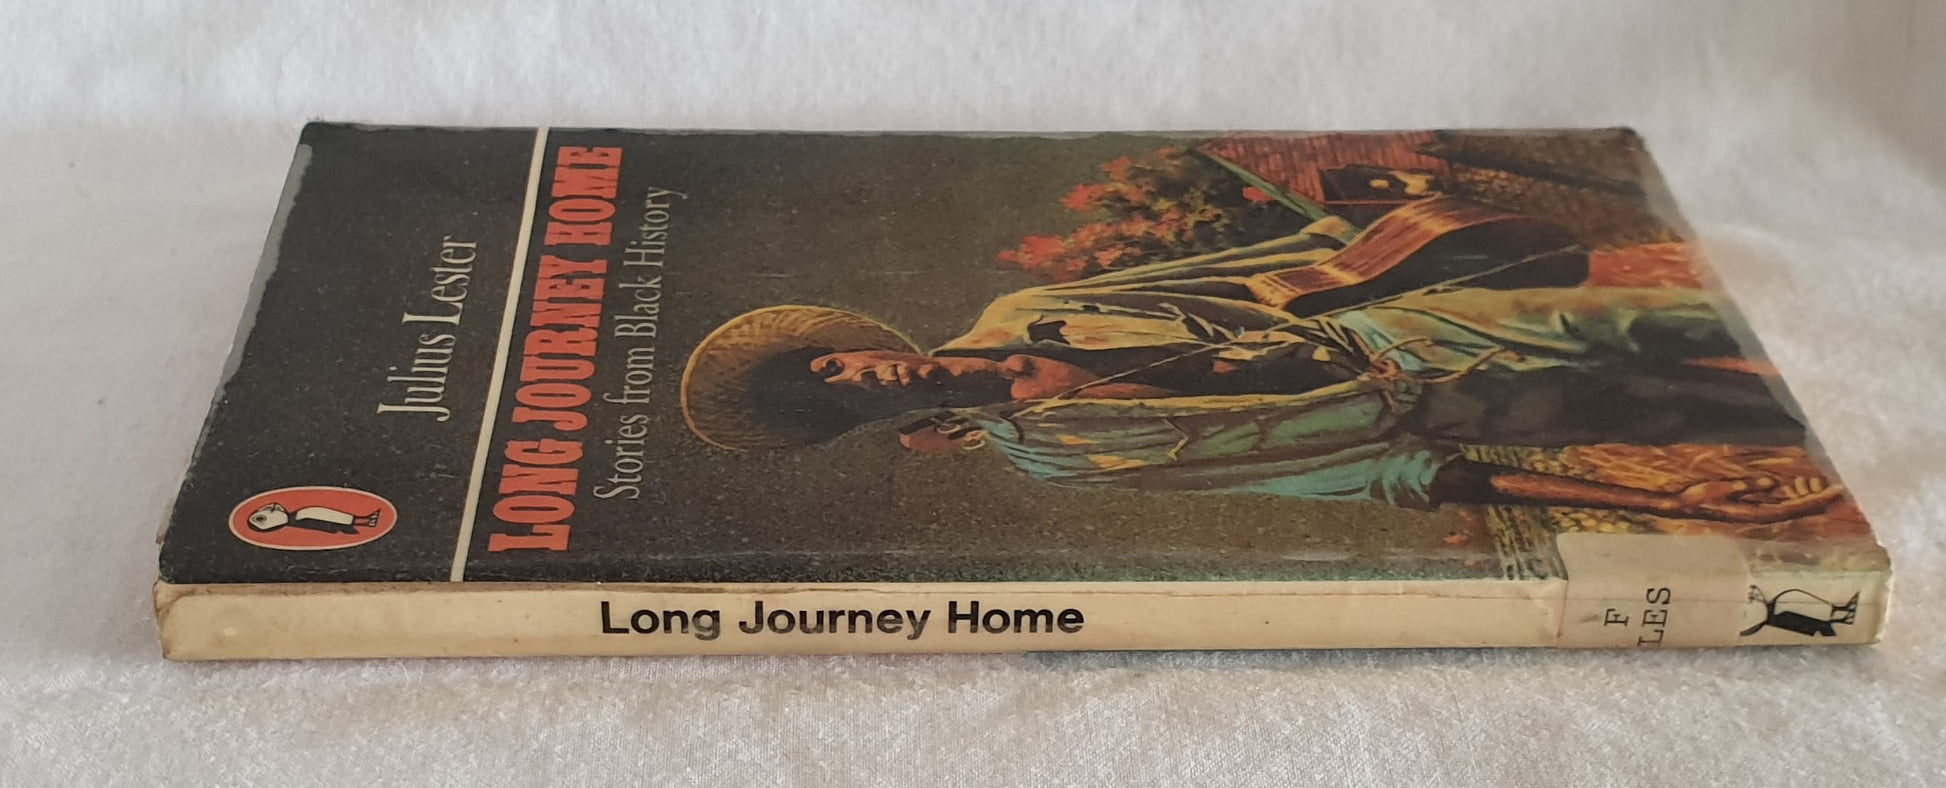 Julius Lester
LONG JOURNEY HOME
Stories from Black History
Long Journey Home
F
LES